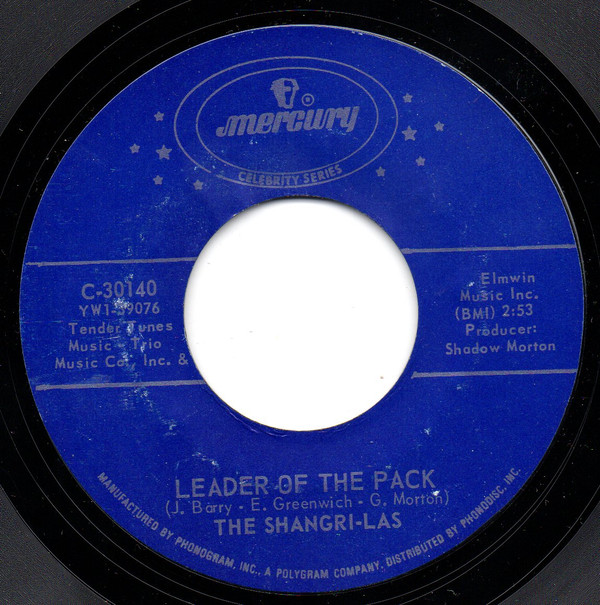 mercury ®
CELEBRITY SERIES
C-30140
YW1-39076
Tender Tunes
Music - Trio
Music Co., Inc. &
Elmwin
Music Inc.
(BMI) 2:53
Producer:
Shadow Morton
LEADER OF THE PACK
(J. Barry - E. Greenwich - G. Morton)
THE SHANGRI-LAS
MANUFACTURED BY PHONOGRAM, INC., A POLYGRAM COMPANY. DISTRIBUTED BY PHONODISC, INC.